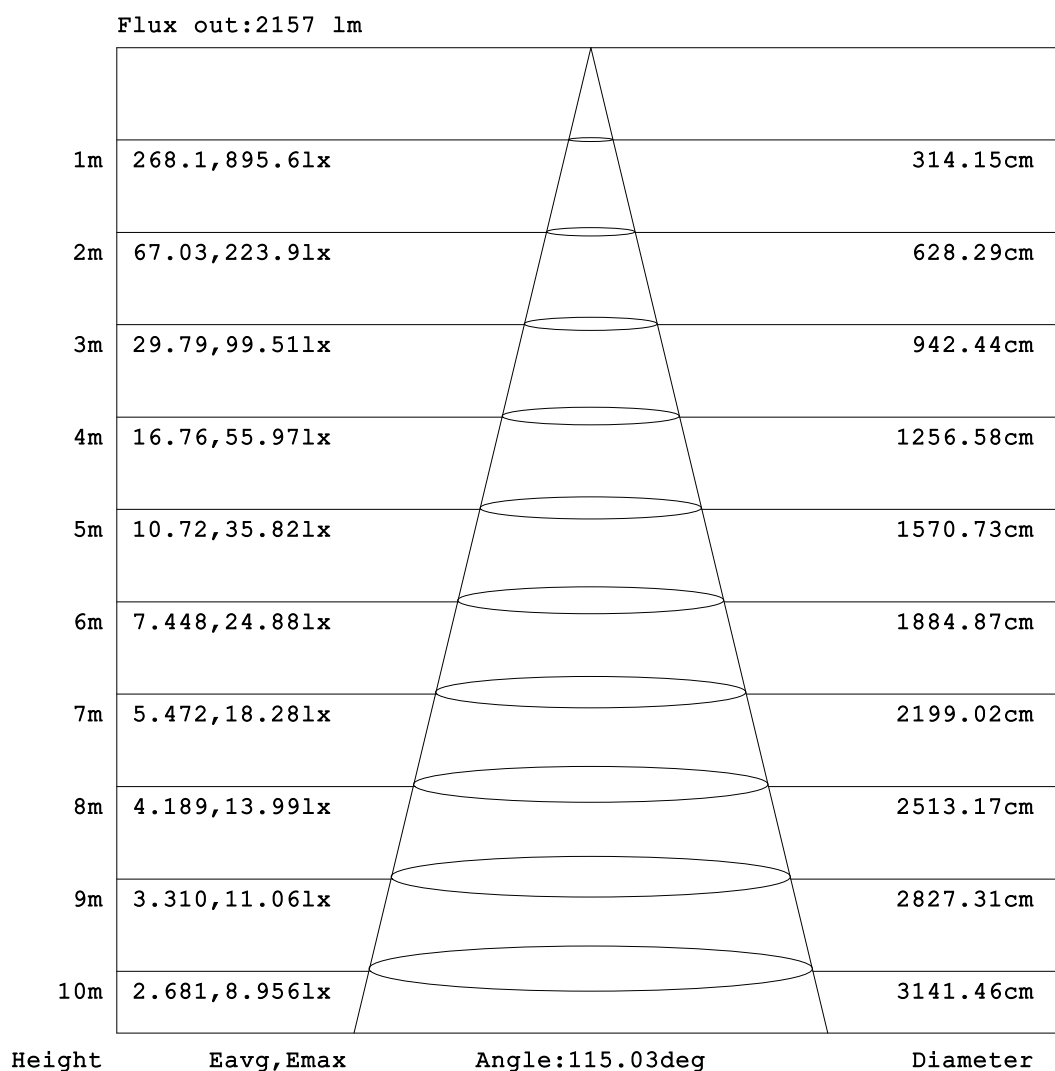 Flux out:2157 lm
1m 268.1,895.6lx 314.15cm
2m 67.03,223.9lx 628.29cm
3m 29.79,99.51lx 942.44cm
4m 16.76,55.97lx 1256.58cm
5m 10.72,35.82lx 1570.73cm
6m 7.448,24.88lx 1884.87cm
7m 5.472,18.28lx 2199.02cm
8m 4.189,13.99lx 2513.17cm
9m 3.310,11.06lx 2827.31cm
10m 2.681,8.956lx 3141.46cm
Height Eavg,Emax Angle:115.03deg Diameter